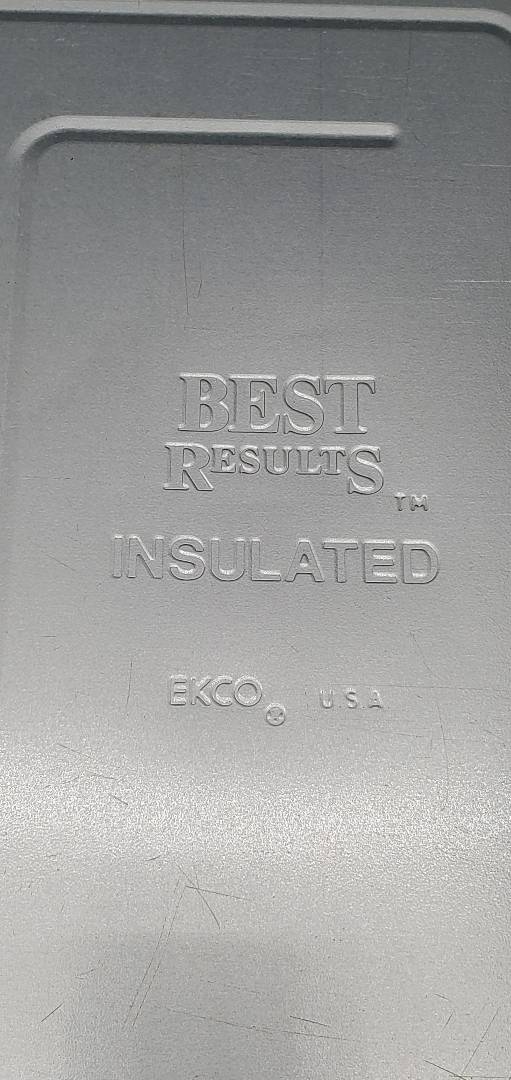 BEST
RESULTS
TM
INSULATED
EKCO® U.S.A